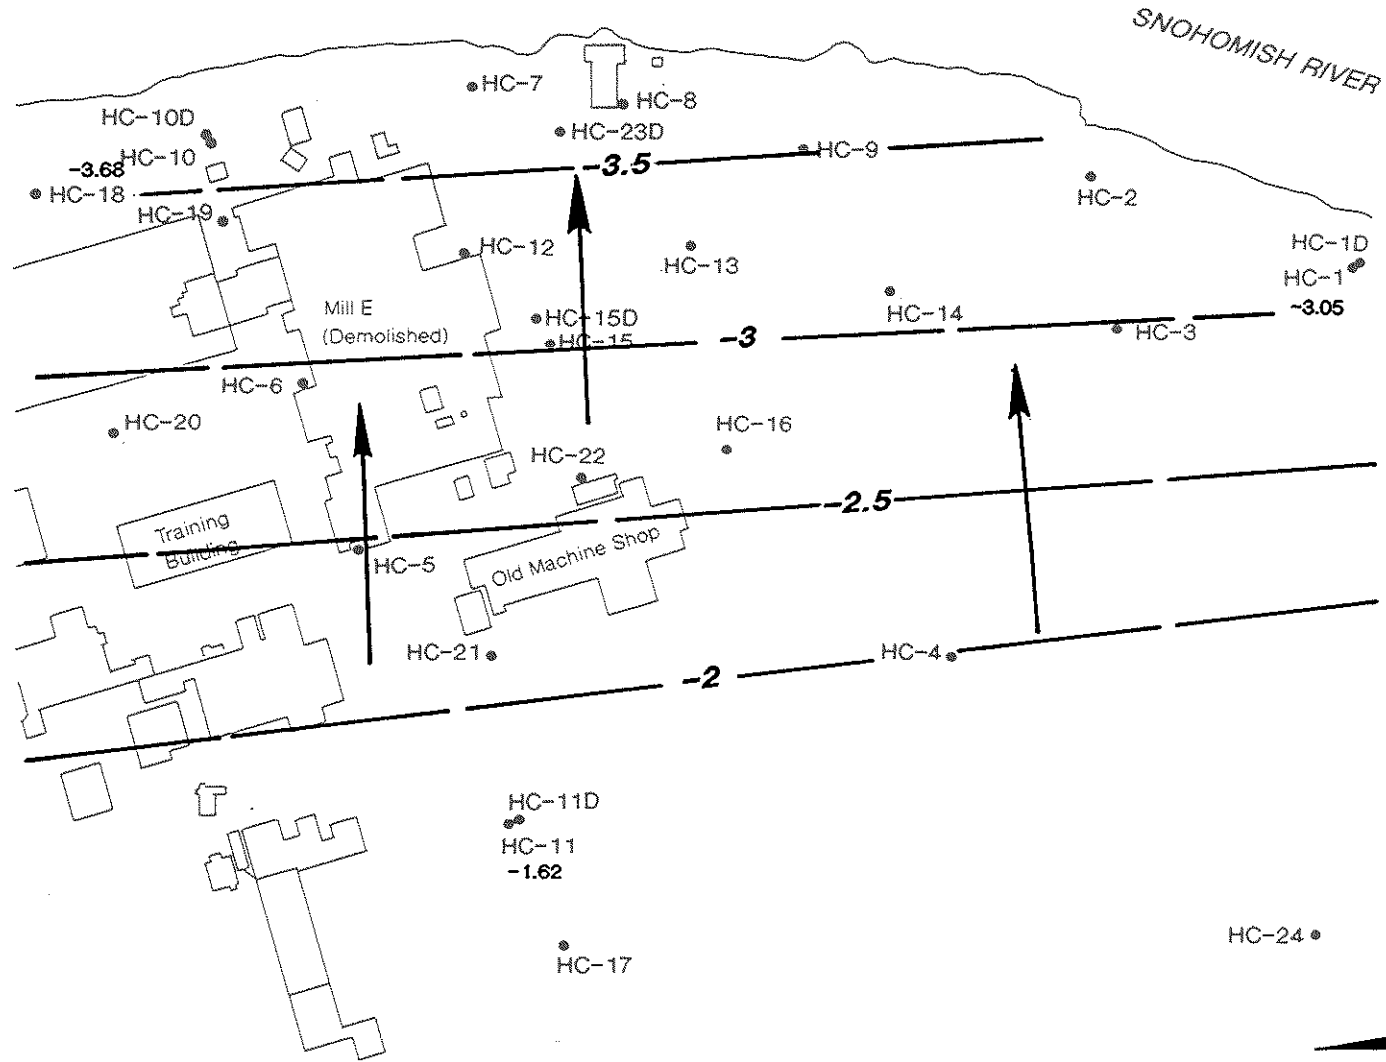 SNOHOMISH RIVER
HC-7
HC-8
HC-10D
HC-23D
HC-10
HC-9
-3.68
-3.5
HC-18
HC-2
HC-19
HC-12
HC-13
HC-1D
HC-1
-3.05
Mill E
(Demolished)
HC-15D
HC-14
HC-15
-3
HC-3
HC-6
HC-20
HC-16
HC-22
-2.5
Training
Building
Old Machine Shop
HC-5
HC-21
HC-4
-2
HC-11D
HC-11
-1.62
HC-24
HC-17